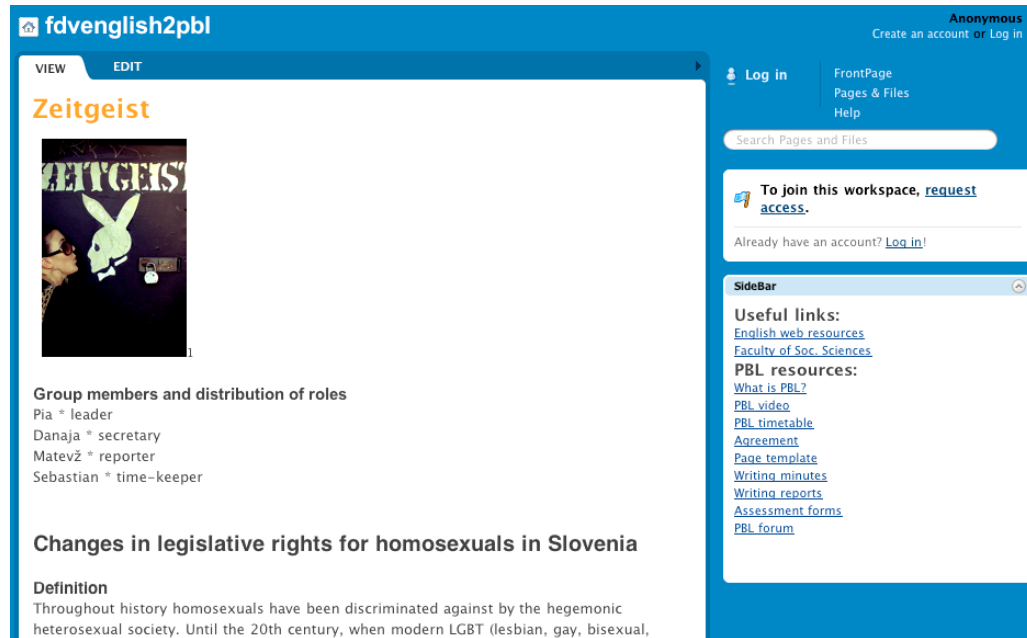 fdvenglish2pbl
Anonymous
Create an account or Log in
VIEW
EDIT
Log in
FrontPage
Pages & Files
Help
Search Pages and Files
Zeitgeist
ZEITGEIST
1
To join this workspace, request
access.
Already have an account? Log in!
SideBar
Useful links:
English web resources
Faculty of Soc. Sciences
PBL resources:
What is PBL?
PBL video
PBL timetable
Agreement
Page template
Writing minutes
Writing reports
Assessment forms
PBL forum
Group members and distribution of roles
Pia * leader
Danaja * secretary
Matevž * reporter
Sebastian * time-keeper
Changes in legislative rights for homosexuals in Slovenia
Definition
Throughout history homosexuals have been discriminated against by the hegemonic
heterosexual society. Until the 20th century, when modern LGBT (lesbian, gay, bisexual,